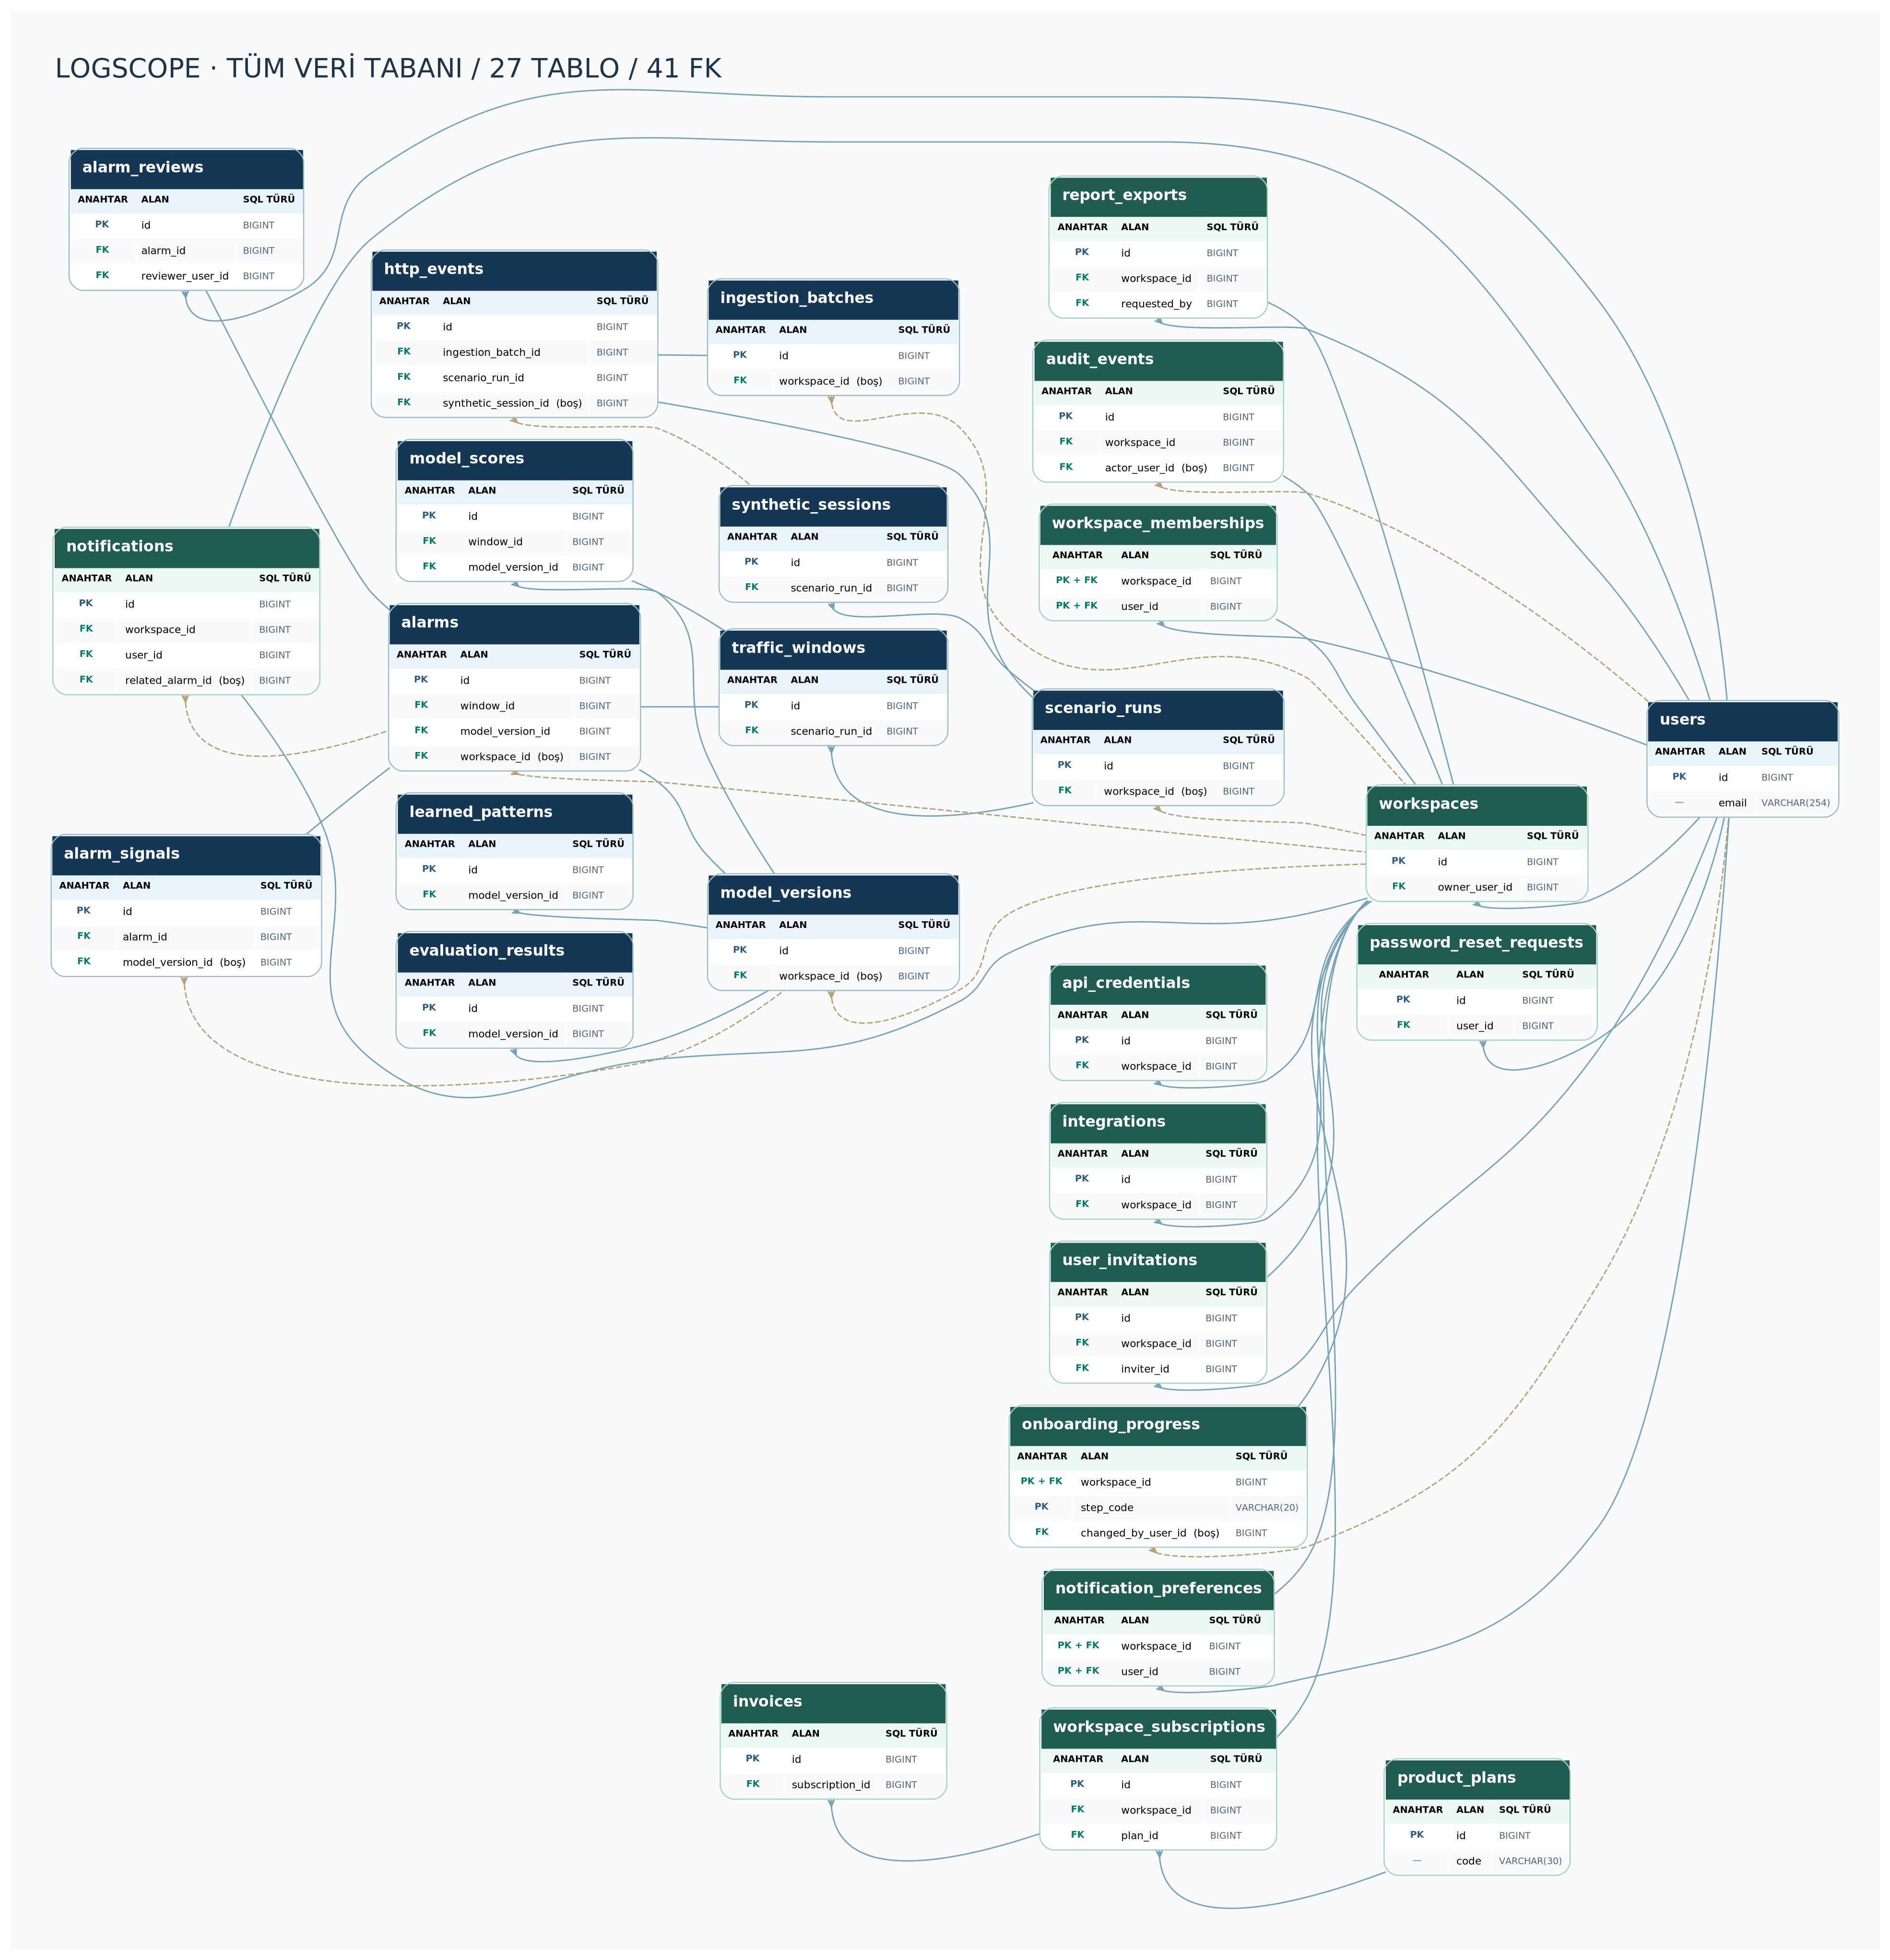 LOGSCOPE · TÜM VERİ TABANI / 27 TABLO / 41 FK
alarm_reviews
ANAHTAR ALAN SQL TÜRÜ
PK id BIGINT
FK alarm_id BIGINT
FK reviewer_user_id BIGINT
notifications
ANAHTAR ALAN SQL TÜRÜ
PK id BIGINT
FK workspace_id BIGINT
FK user_id BIGINT
FK related_alarm_id (boş) BIGINT
alarm_signals
ANAHTAR ALAN SQL TÜRÜ
PK id BIGINT
FK alarm_id BIGINT
FK model_version_id (boş) BIGINT
http_events
ANAHTAR ALAN SQL TÜRÜ
PK id BIGINT
FK ingestion_batch_id BIGINT
FK scenario_run_id BIGINT
FK synthetic_session_id (boş) BIGINT
model_scores
ANAHTAR ALAN SQL TÜRÜ
PK id BIGINT
FK window_id BIGINT
FK model_version_id BIGINT
alarms
ANAHTAR ALAN SQL TÜRÜ
PK id BIGINT
FK window_id BIGINT
FK model_version_id BIGINT
FK workspace_id (boş) BIGINT
learned_patterns
ANAHTAR ALAN SQL TÜRÜ
PK id BIGINT
FK model_version_id BIGINT
evaluation_results
ANAHTAR ALAN SQL TÜRÜ
PK id BIGINT
FK model_version_id BIGINT
ingestion_batches
ANAHTAR ALAN SQL TÜRÜ
PK id BIGINT
FK workspace_id (boş) BIGINT
synthetic_sessions
ANAHTAR ALAN SQL TÜRÜ
PK id BIGINT
FK scenario_run_id BIGINT
traffic_windows
ANAHTAR ALAN SQL TÜRÜ
PK id BIGINT
FK scenario_run_id BIGINT
model_versions
ANAHTAR ALAN SQL TÜRÜ
PK id BIGINT
FK workspace_id (boş) BIGINT
invoices
ANAHTAR ALAN SQL TÜRÜ
PK id BIGINT
FK subscription_id BIGINT
report_exports
ANAHTAR ALAN SQL TÜRÜ
PK id BIGINT
FK workspace_id BIGINT
FK requested_by BIGINT
audit_events
ANAHTAR ALAN SQL TÜRÜ
PK id BIGINT
FK workspace_id BIGINT
FK actor_user_id (boş) BIGINT
workspace_memberships
ANAHTAR ALAN SQL TÜRÜ
PK + FK workspace_id BIGINT
PK + FK user_id BIGINT
scenario_runs
ANAHTAR ALAN SQL TÜRÜ
PK id BIGINT
FK workspace_id (boş) BIGINT
api_credentials
ANAHTAR ALAN SQL TÜRÜ
PK id BIGINT
FK workspace_id BIGINT
integrations
ANAHTAR ALAN SQL TÜRÜ
PK id BIGINT
FK workspace_id BIGINT
user_invitations
ANAHTAR ALAN SQL TÜRÜ
PK id BIGINT
FK workspace_id BIGINT
FK inviter_id BIGINT
onboarding_progress
ANAHTAR ALAN SQL TÜRÜ
PK + FK workspace_id BIGINT
PK step_code VARCHAR(20)
FK changed_by_user_id (boş) BIGINT
notification_preferences
ANAHTAR ALAN SQL TÜRÜ
PK + FK workspace_id BIGINT
PK + FK user_id BIGINT
workspace_subscriptions
ANAHTAR ALAN SQL TÜRÜ
PK id BIGINT
FK workspace_id BIGINT
FK plan_id BIGINT
workspaces
ANAHTAR ALAN SQL TÜRÜ
PK id BIGINT
FK owner_user_id BIGINT
password_reset_requests
ANAHTAR ALAN SQL TÜRÜ
PK id BIGINT
FK user_id BIGINT
product_plans
ANAHTAR ALAN SQL TÜRÜ
PK id BIGINT
— code VARCHAR(30)
users
ANAHTAR ALAN SQL TÜRÜ
PK id BIGINT
— email VARCHAR(254)